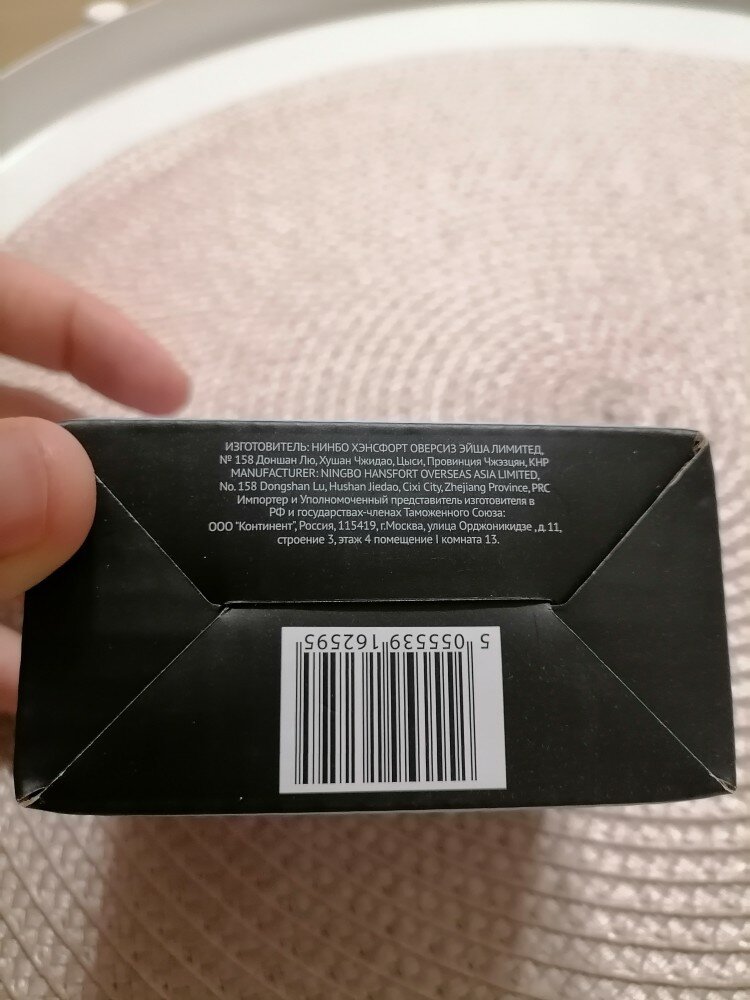 ИЗГОТОВИТЕЛЬ: НИНБО ХЭНСФОРТ ОВЕРСИЗ ЭЙША ЛИМИТЕД,
№ 158 Доншан Лю, Хушан Чжидао, Цыси, Провинция Чжэзцян, КНР
MANUFACTURER: NINGBO HANSFORT OVERSEAS ASIA LIMITED,
No. 158 Dongshan Lu, Hushan Jiedao, Cixi City, Zhejiang Province, PRC
Импортер и Уполномоченный представитель изготовителя в
РФ и государствах-членах Таможенного Союза:
ООО "Континент", Россия, 115419, г.Москва, улица Орджоникидзе , д. 11,
строение 3, этаж 4 помещение I комната 13.
5 055539 162595